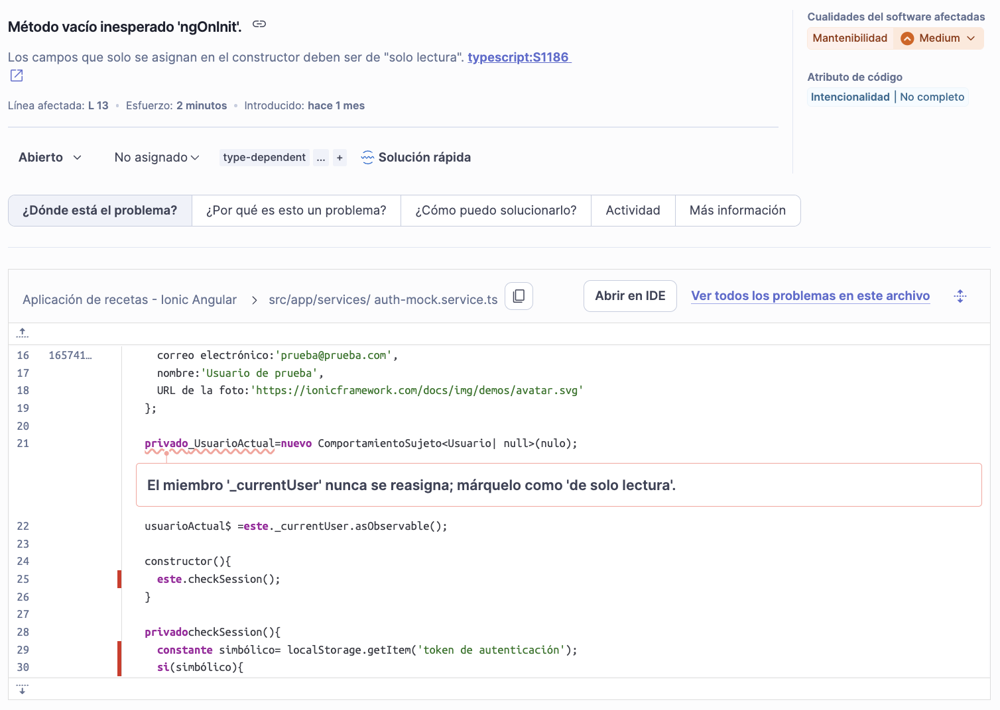 Método vacío inesperado 'ngOnInit'.
Los campos que solo se asignan en el constructor deben ser de "solo lectura". typescript:S1186
Línea afectada: L 13 • Esfuerzo: 2 minutos • Introducido: hace 1 mes
Cualidades del software afectadas
Mantenibilidad Medium
Atributo de código
Intencionalidad | No completo
Abierto No asignado type-dependent ... + Solución rápida
¿Dónde está el problema? ¿Por qué es esto un problema? ¿Cómo puedo solucionarlo? Actividad Más información
Aplicación de recetas - Ionic Angular > src/app/services/ auth-mock.service.ts Abrir en IDE Ver todos los problemas en este archivo
16 165741… correo electrónico:'prueba@prueba.com',
17 nombre:'Usuario de prueba',
18 URL de la foto:'https://ionicframework.com/docs/img/demos/avatar.svg'
19 };
20
21 privado_UsuarioActual=nuevo ComportamientoSujeto<Usuario| null>(nulo);
El miembro '_currentUser' nunca se reasigna; márquelo como 'de solo lectura'.
22 usuarioActual$ =este._currentUser.asObservable();
23
24 constructor(){
25 este.checkSession();
26 }
27
28 privadocheckSession(){
29 constante simbólico= localStorage.getItem('token de autenticación');
30 si(simbólico){